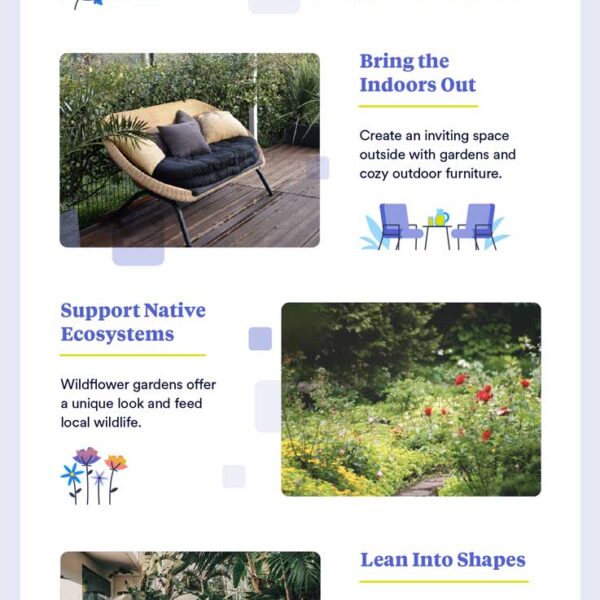 Bring the
Indoors Out
Create an inviting space
outside with gardens and
cozy outdoor furniture.
Support Native
Ecosystems
Wildflower gardens offer
a unique look and feed
local wildlife.
Lean Into Shapes